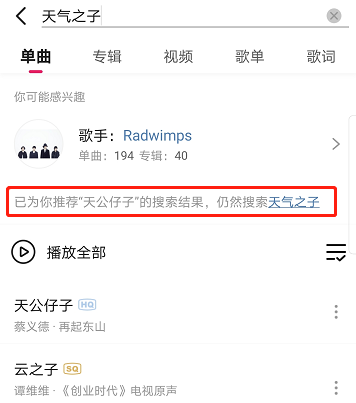 天气之子
单曲 专辑 视频 歌单 歌词
你可能感兴趣
歌手：Radwimps
单曲：194 专辑：40
已为你推荐“天公仔子”的搜索结果，仍然搜索天气之子
播放全部
天公仔子 HQ
蔡义德 · 再起东山
云之子 SQ
谭维维 · 《创业时代》电视原声